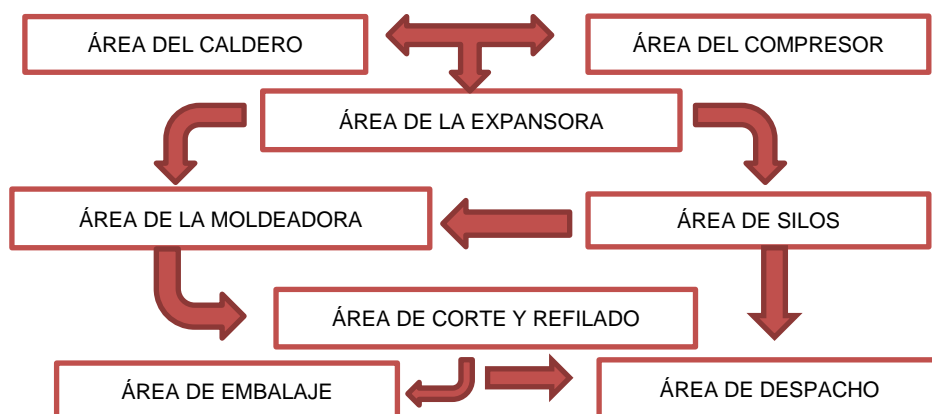 ÁREA DEL CALDERO
ÁREA DEL COMPRESOR
ÁREA DE LA EXPANSORA
ÁREA DE LA MOLDEADORA
ÁREA DE SILOS
ÁREA DE CORTE Y REFILADO
ÁREA DE EMBALAJE
ÁREA DE DESPACHO